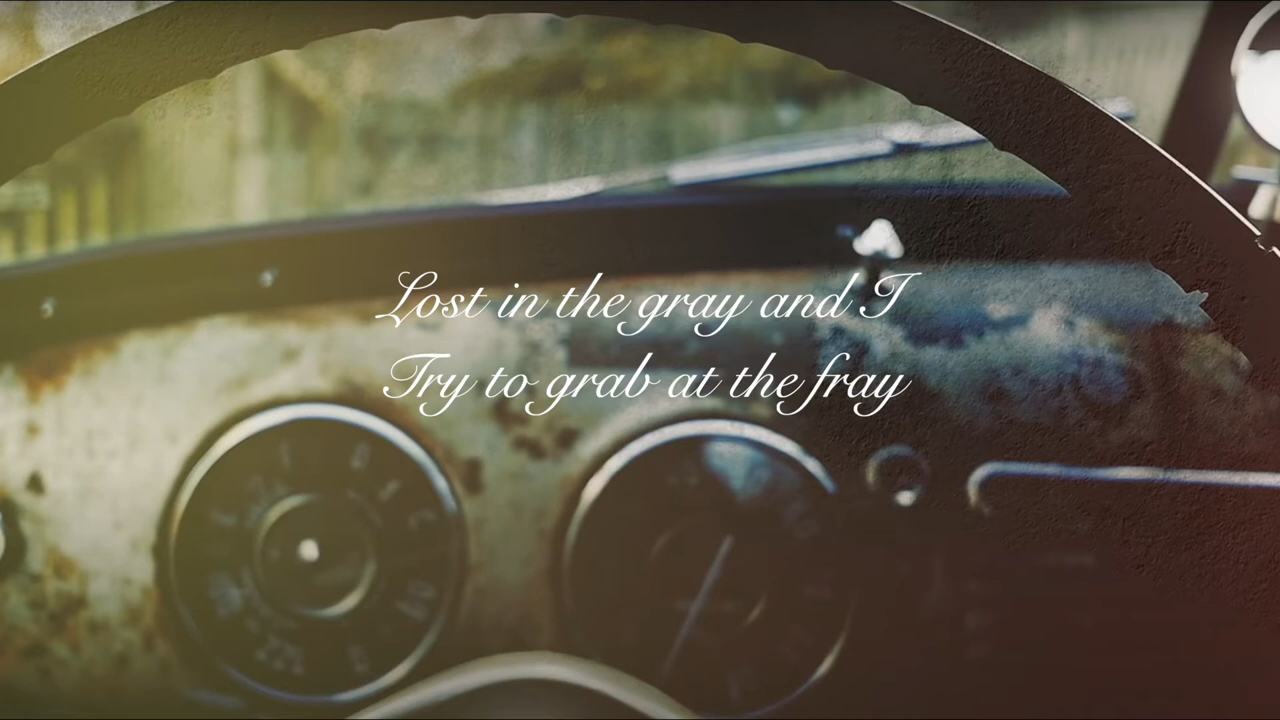 Lost in the gray and I
Try to grab at the fray